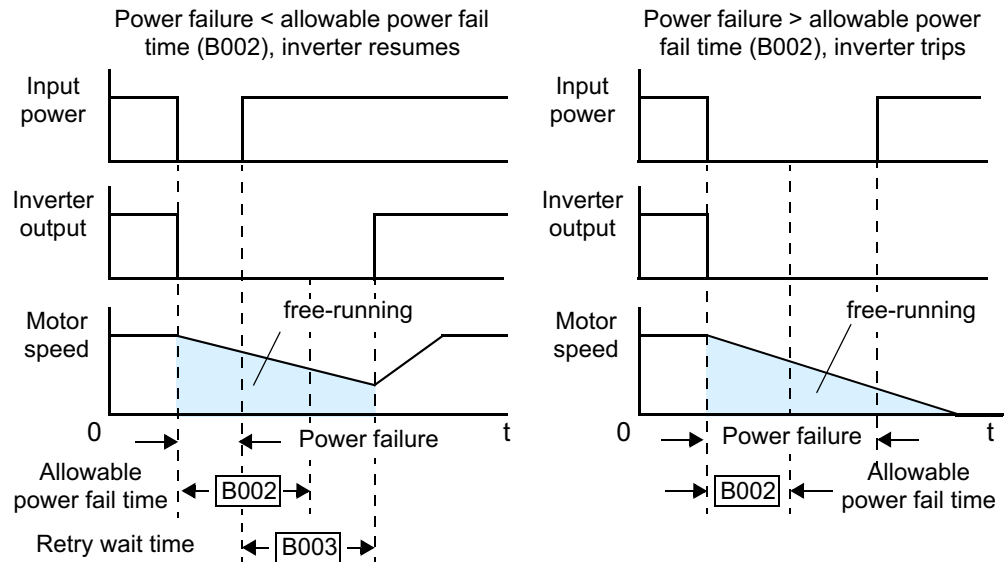 Power failure < allowable power fail
time (B002), inverter resumes
Input
power
Inverter
output
free-running
Motor
speed
0
Power failure
t
Allowable
power fail time
B002
Retry wait time
B003
Power failure > allowable power
fail time (B002), inverter trips
Input
power
Inverter
output
free-running
Motor
speed
0
Power failure
t
B002
Allowable
power fail time